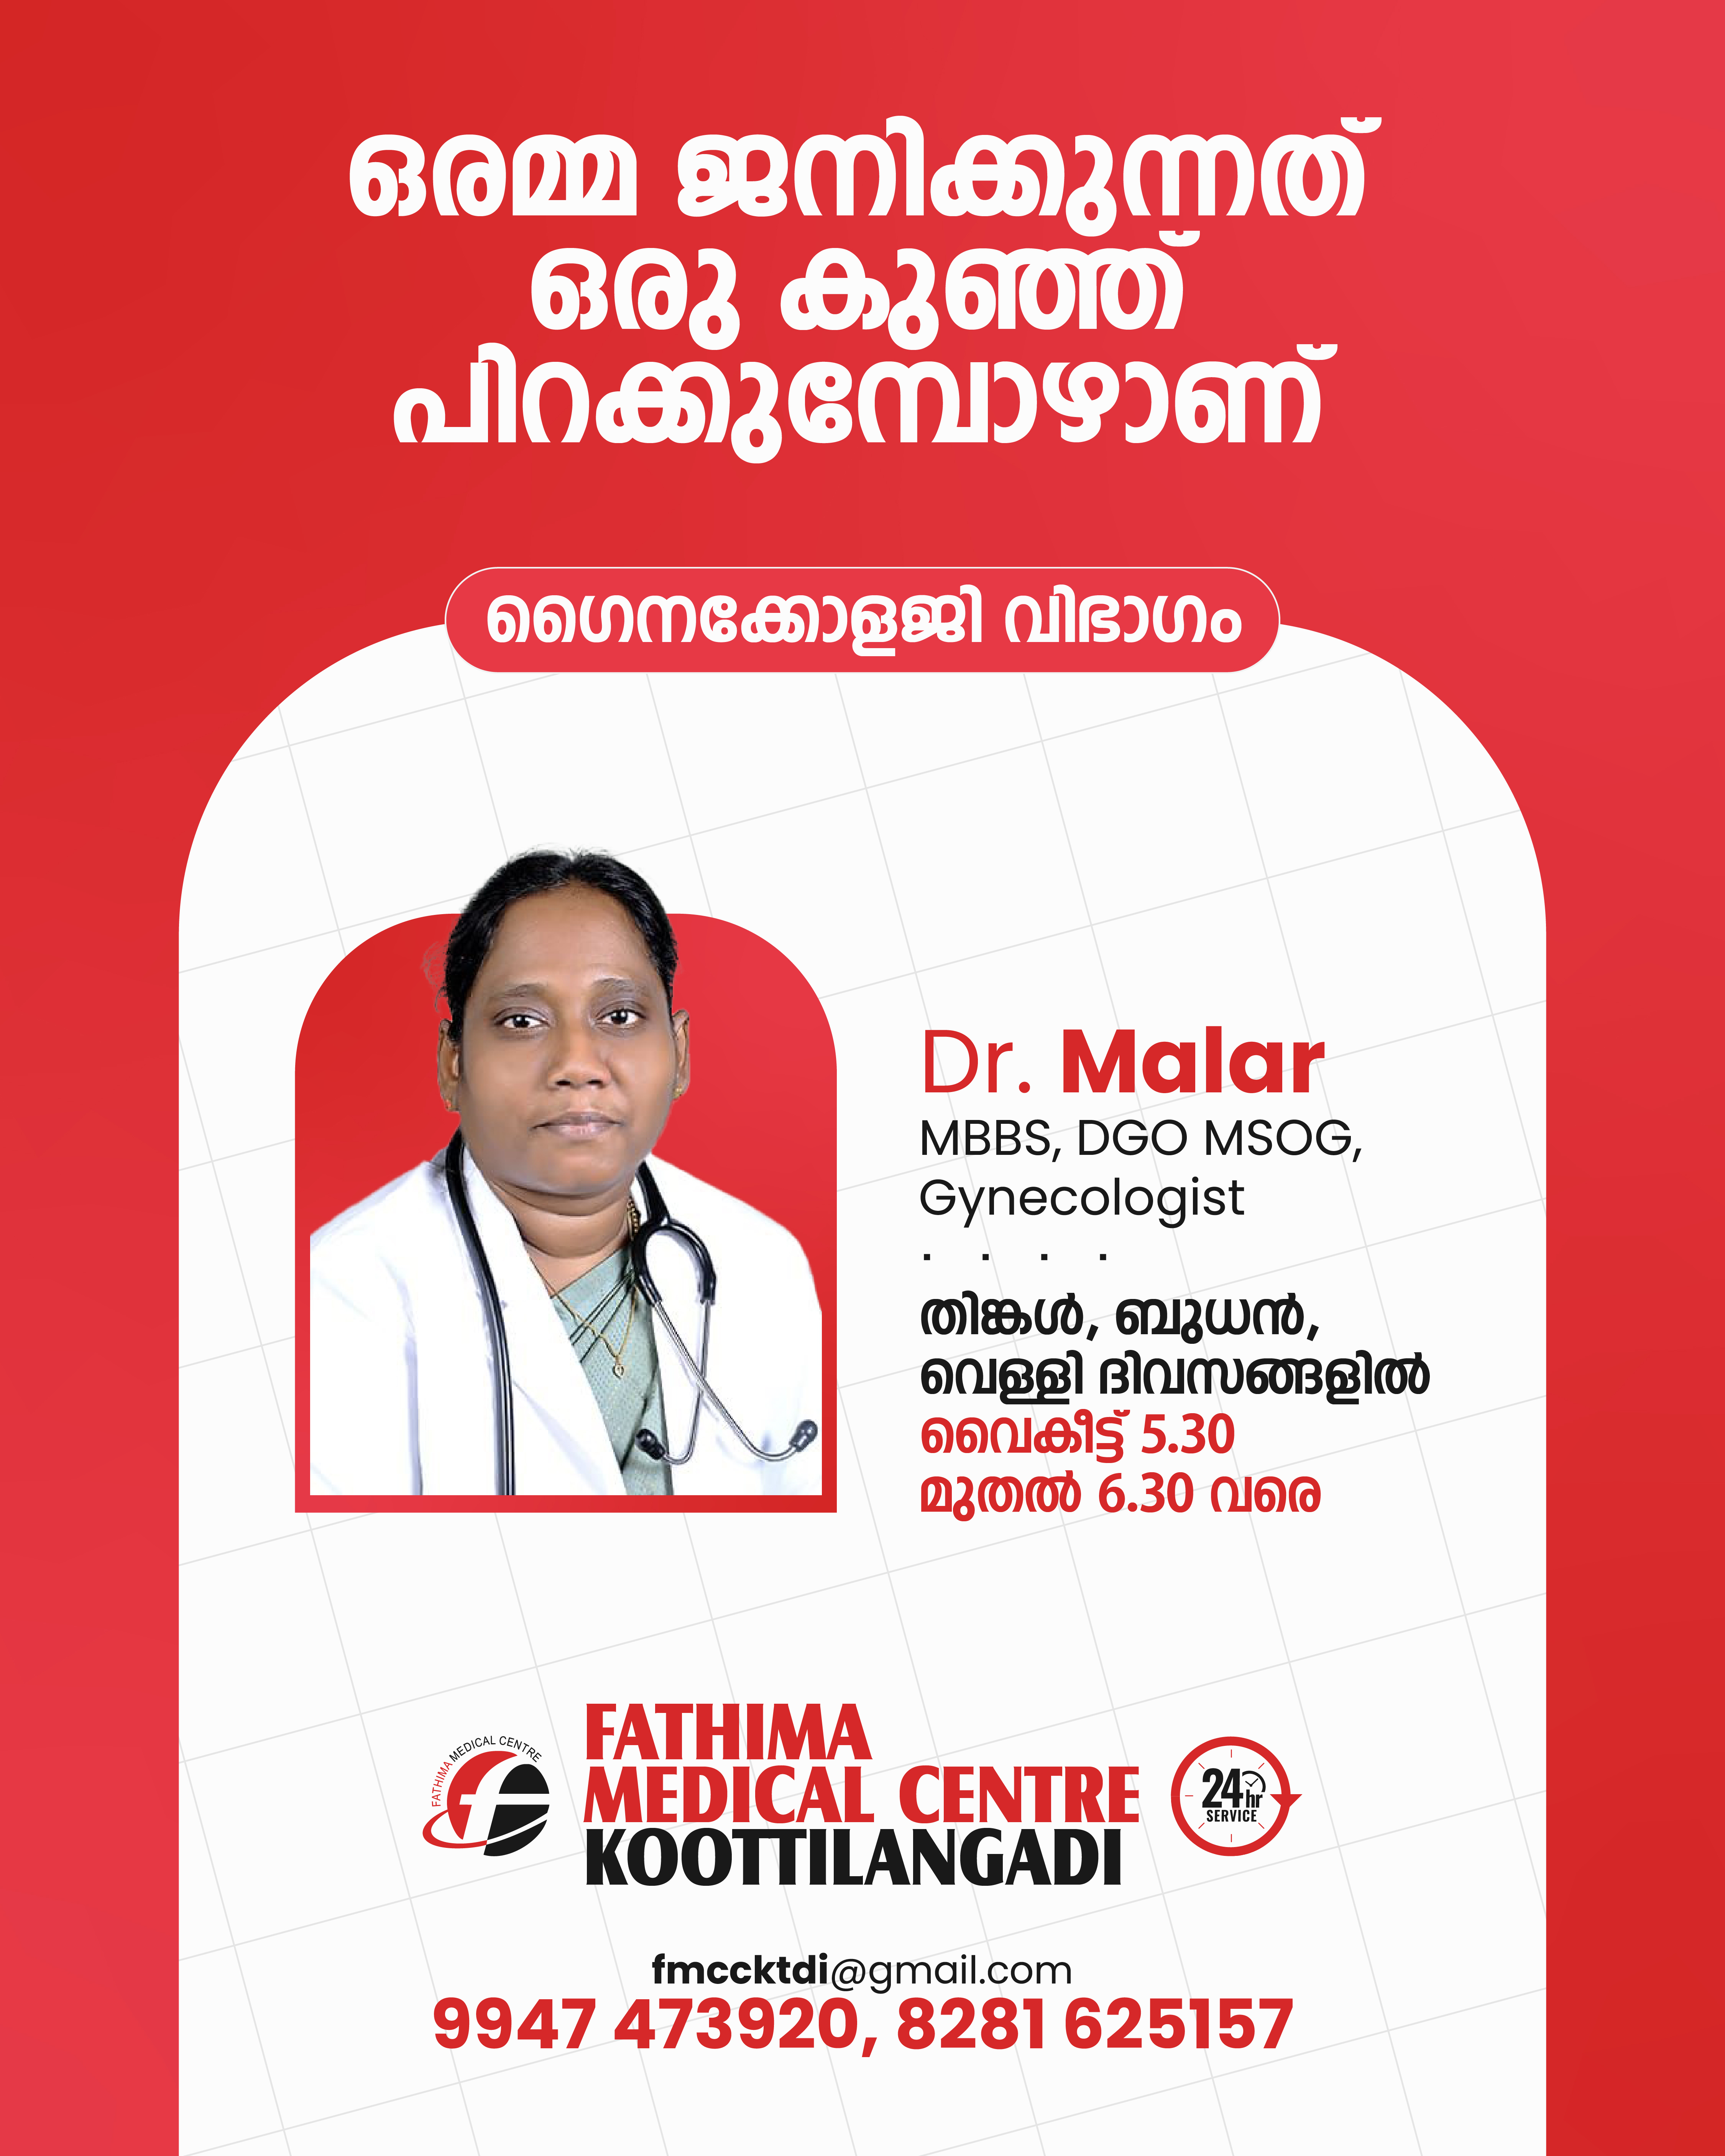 ഒരമ്മ ജനിക്കുന്നത്
ഒരു കുഞ്ഞ്
പിറക്കുമ്പോഴാണ്
ഗൈനക്കോളജി വിഭാഗം
Dr. Malar
MBBS, DGO MSOG,
Gynecologist
. . . .
തിങ്കൾ, ബുധൻ,
വെള്ളി ദിവസങ്ങളിൽ
വൈകീട്ട് 5.30
മുതൽ 6.30 വരെ
FATHIMA MEDICAL CENTRE
f
FATHIMA
MEDICAL CENTRE
KOOTTILANGADI
24hr
SERVICE
fmccktdi@gmail.com
9947 473920, 8281 625157